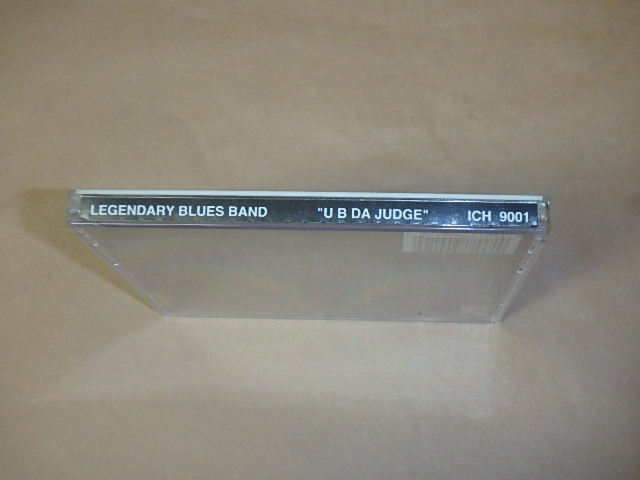 LEGENDARY BLUES BAND "U B DA JUDGE" ICH 9001